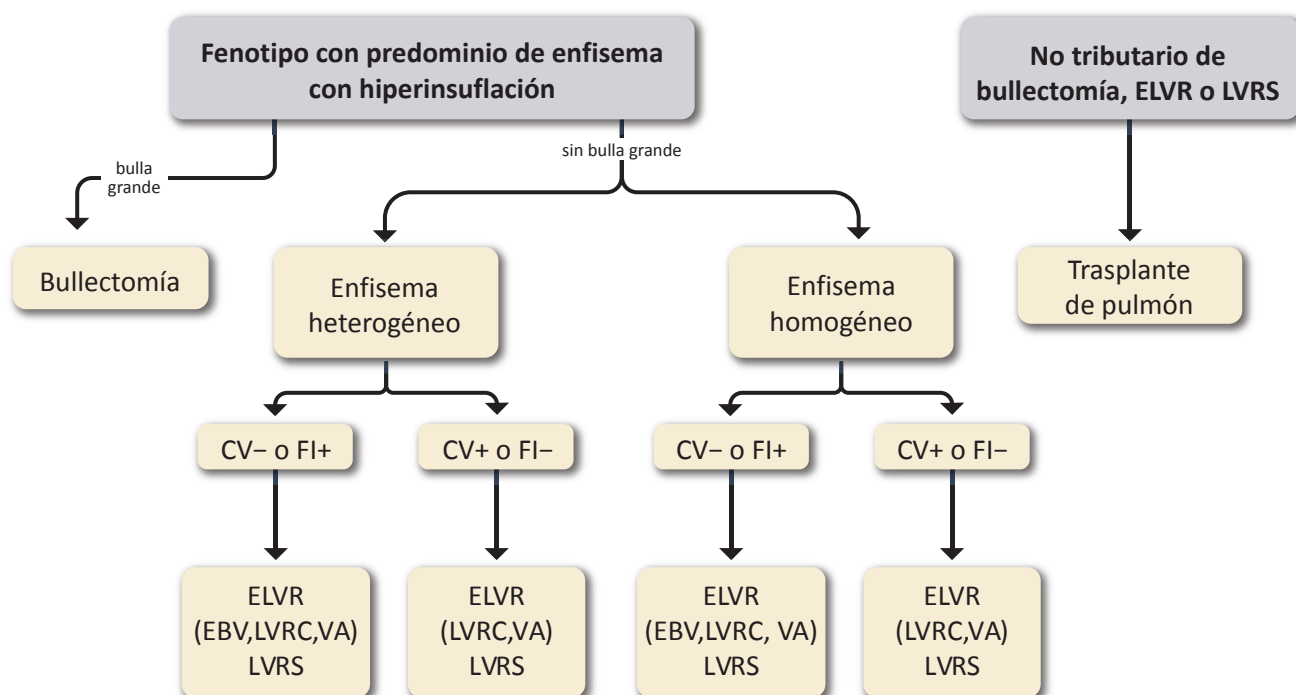 Fenotipo con predominio de enfisema
con hiperinsuflación
No tributario de
bullectomía, ELVR o LVRS
bulla
grande
sin bulla grande
Bullectomía
Enfisema
heterogéneo
Enfisema
homogéneo
Trasplante
de pulmón
CV− o FI+
CV+ o FI−
CV− o FI+
CV+ o FI−
ELVR
(EBV,LVRC,VA)
LVRS
ELVR
(LVRC,VA)
LVRS
ELVR
(EBV,LVRC, VA)
LVRS
ELVR
(LVRC,VA)
LVRS